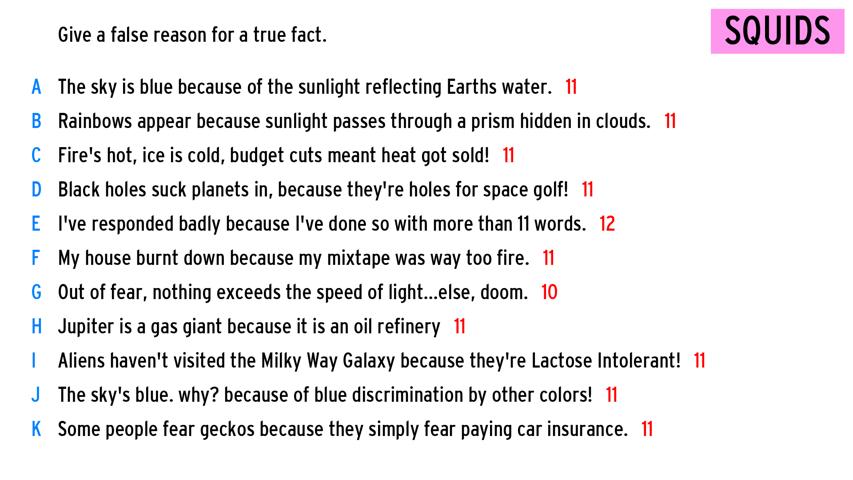 Give a false reason for a true fact.
SQUIDS
A The sky is blue because of the sunlight reflecting Earths water. 11
B Rainbows appear because sunlight passes through a prism hidden in clouds. 11
C Fire's hot, ice is cold, budget cuts meant heat got sold! 11
D Black holes suck planets in, because they're holes for space golf! 11
E I've responded badly because I've done so with more than 11 words. 12
F My house burnt down because my mixtape was way too fire. 11
G Out of fear, nothing exceeds the speed of light...else, doom. 10
H Jupiter is a gas giant because it is an oil refinery 11
I Aliens haven't visited the Milky Way Galaxy because they're Lactose Intolerant! 11
J The sky's blue. why? because of blue discrimination by other colors! 11
K Some people fear geckos because they simply fear paying car insurance. 11